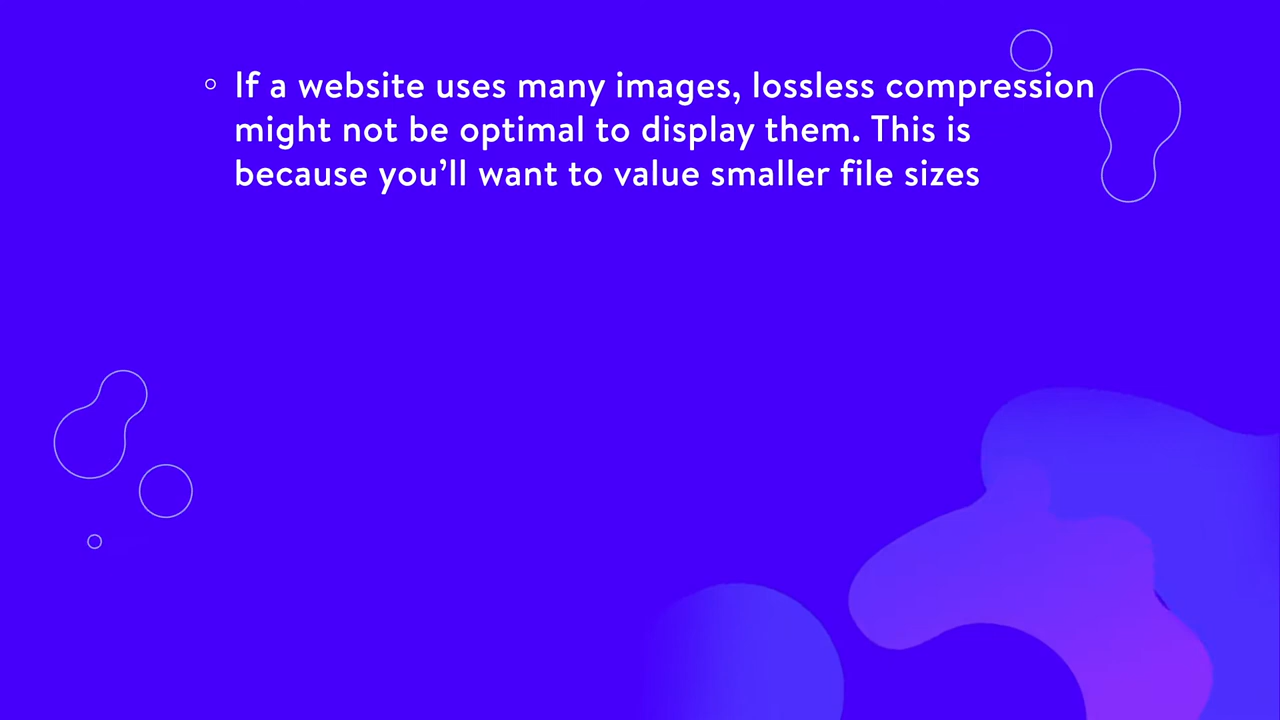 If a website uses many images, lossless compression
might not be optimal to display them. This is
because you’ll want to value smaller file sizes